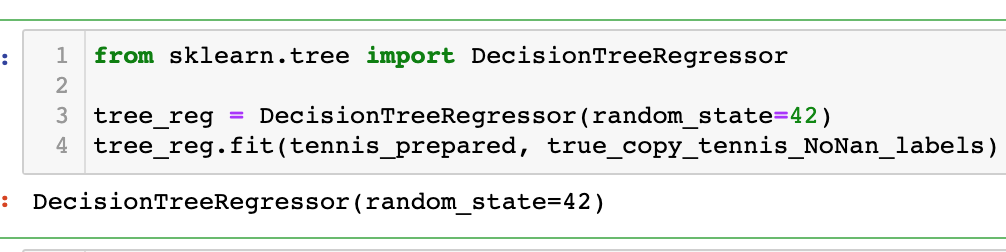 :
1 from sklearn.tree import DecisionTreeRegressor
2
3 tree_reg = DecisionTreeRegressor(random_state=42)
4 tree_reg.fit(tennis_prepared, true_copy_tennis_NoNan_labels)
: DecisionTreeRegressor(random_state=42)